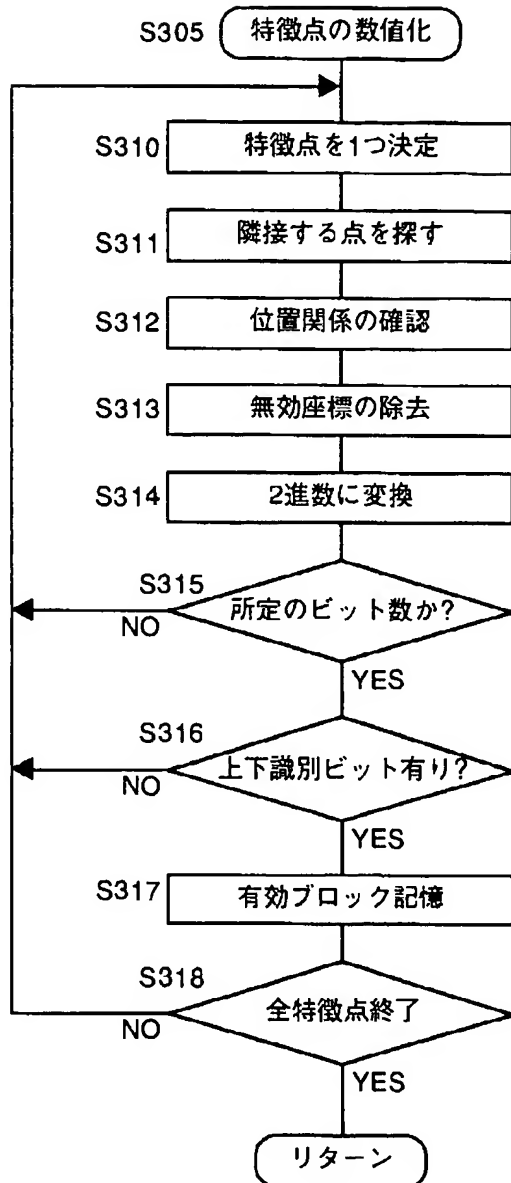 S305 特徴点の数値化
S310 特徴点を1つ決定
S311 隣接する点を探す
S312 位置関係の確認
S313 無効座標の除去
S314 2進数に変換
S315 所定のビット数か?
NO
YES
S316 上下識別ビット有り?
NO
YES
S317 有効ブロック記憶
S318 全特徴点終了
NO
YES
リターン